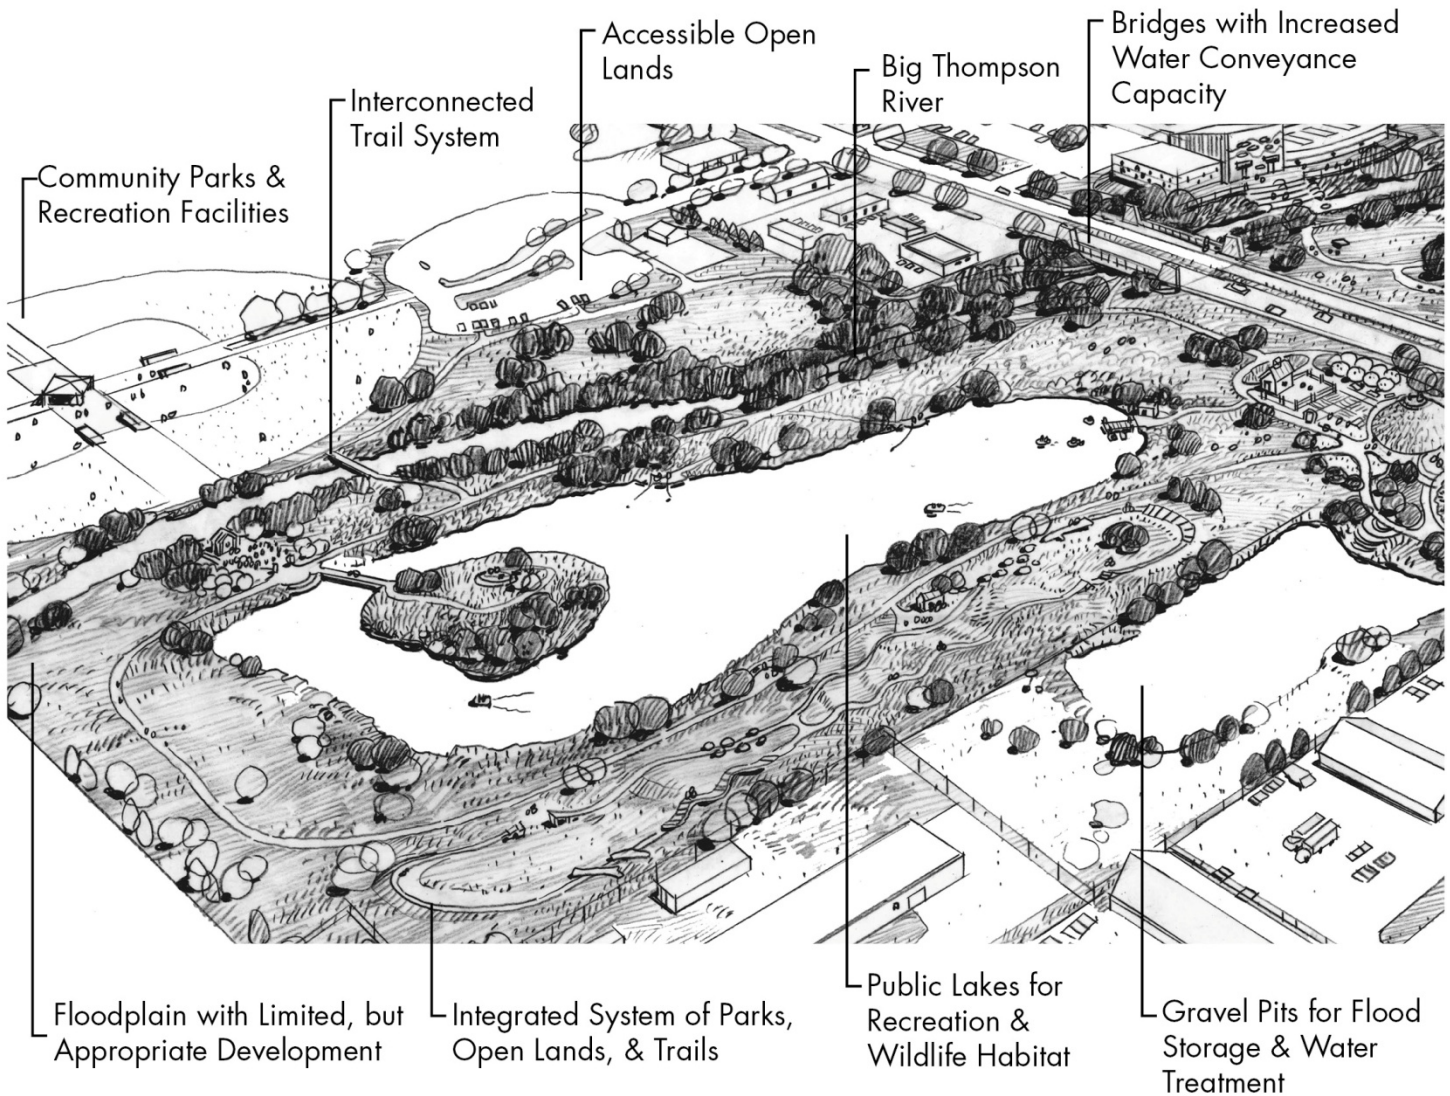 Accessible Open
Lands
Bridges with Increased
Water Conveyance
Capacity
Big Thompson
River
Interconnected
Trail System
Community Parks &
Recreation Facilities
Floodplain with Limited, but
Appropriate Development
Integrated System of Parks,
Open Lands, & Trails
Public Lakes for
Recreation &
Wildlife Habitat
Gravel Pits for Flood
Storage & Water
Treatment